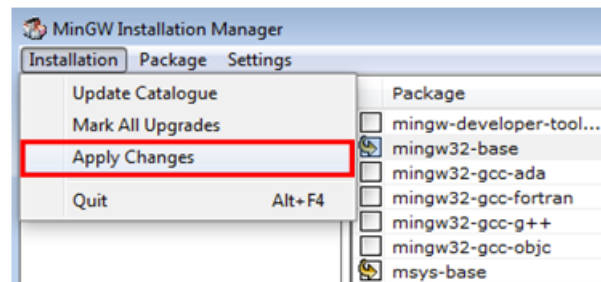 MinGW Installation Manager
Installation Package Settings
Update Catalogue
Mark All Upgrades
Apply Changes
Quit Alt+F4
Package
mingw-developer-tool...
mingw32-base
mingw32-gcc-ada
mingw32-gcc-fortran
mingw32-gcc-g++
mingw32-gcc-objc
msys-base